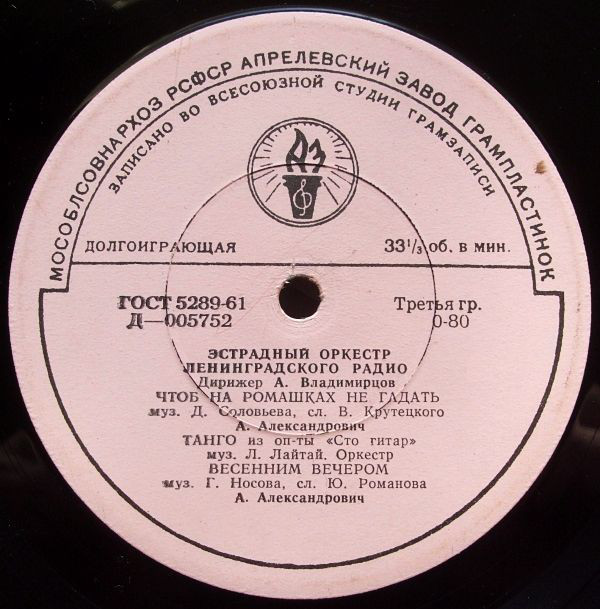 МОСОБЛСОВНАРХОЗ РСФСР АПРЕЛЕВСКИЙ ЗАВОД ГРАМПЛАСТИНОК
ЗАПИСАНО ВО ВСЕСОЮЗНОЙ СТУДИИ ГРАМЗАПИСИ
АЗ
ДОЛГОИГРАЮЩАЯ 33 1/3 об. в мин.
ГОСТ 5289-61 Третья гр.
Д—005752 0-80
ЭСТРАДНЫЙ ОРКЕСТР
ЛЕНИНГРАДСКОГО РАДИО
Дирижер А. Владимирцов
ЧТОБ НА РОМАШКАХ НЕ ГАДАТЬ
муз. Д. Соловьева, сл. В. Крутецкого
А. Александрович
ТАНГО из оп-ты «Сто гитар»
муз. Л. Лайтай. Оркестр
ВЕСЕННИМ ВЕЧЕРОМ
муз. Г. Носова, сл. Ю. Романова
А. Александрович